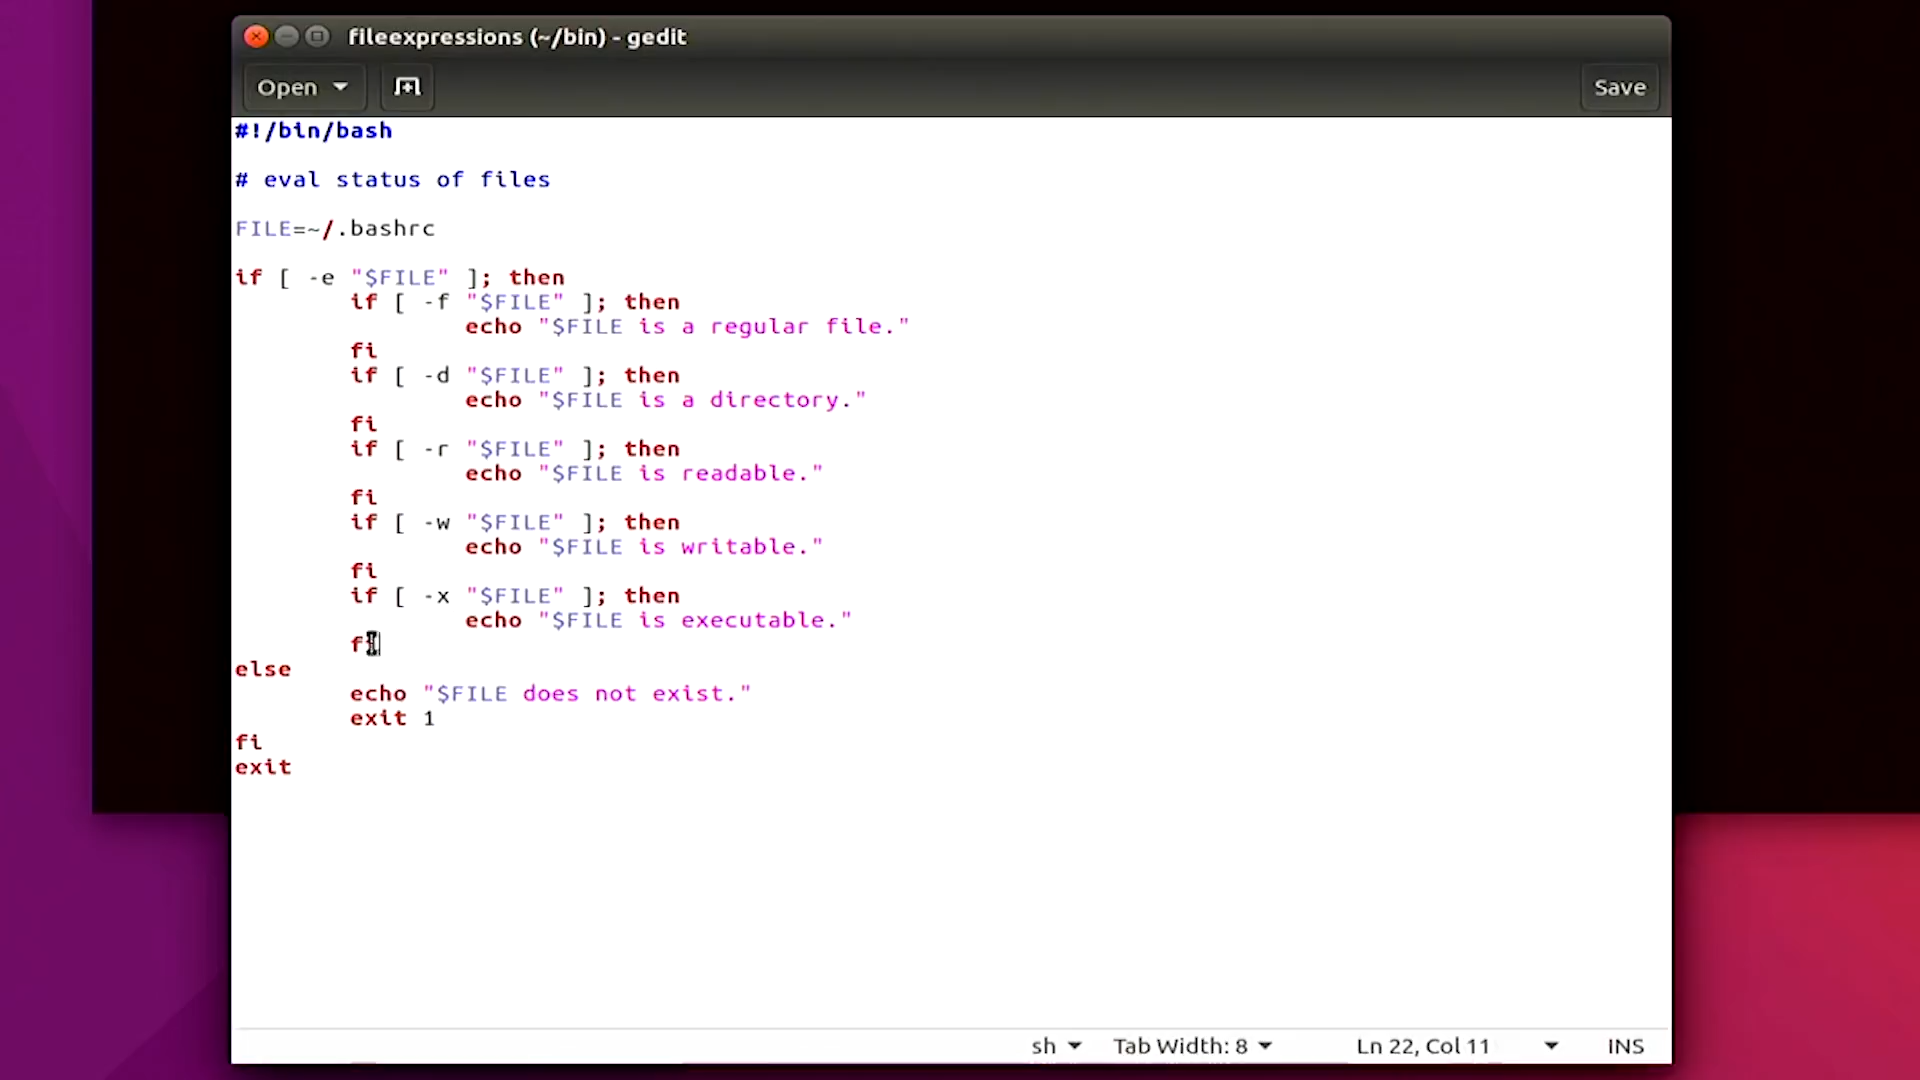 fileexpressions (~/bin) - gedit
Open
Save
#!/bin/bash
# eval status of files
FILE=~/.bashrc
if [ -e "$FILE" ]; then
        if [ -f "$FILE" ]; then
                echo "$FILE is a regular file."
        fi
        if [ -d "$FILE" ]; then
                echo "$FILE is a directory."
        fi
        if [ -r "$FILE" ]; then
                echo "$FILE is readable."
        fi
        if [ -w "$FILE" ]; then
                echo "$FILE is writable."
        fi
        if [ -x "$FILE" ]; then
                echo "$FILE is executable."
        fi
else
        echo "$FILE does not exist."
        exit 1
fi
exit
sh Tab Width: 8 Ln 22, Col 11 INS